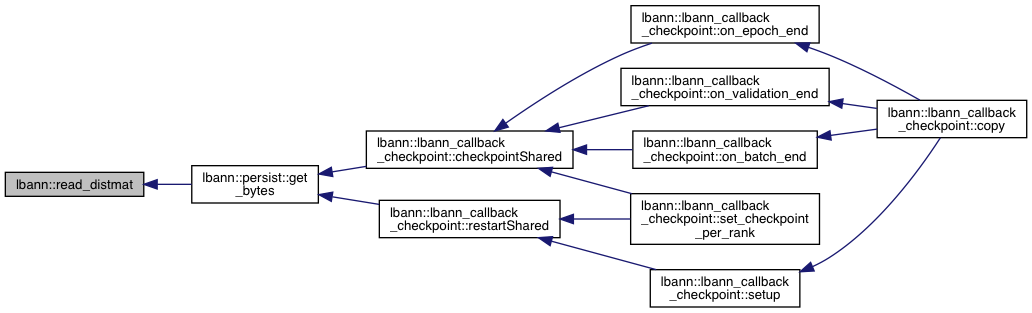 lbann::read_distmat
lbann::persist::get
_bytes
lbann::lbann_callback
_checkpoint::checkpointShared
lbann::lbann_callback
_checkpoint::restartShared
lbann::lbann_callback
_checkpoint::on_epoch_end
lbann::lbann_callback
_checkpoint::on_validation_end
lbann::lbann_callback
_checkpoint::on_batch_end
lbann::lbann_callback
_checkpoint::set_checkpoint
_per_rank
lbann::lbann_callback
_checkpoint::setup
lbann::lbann_callback
_checkpoint::copy